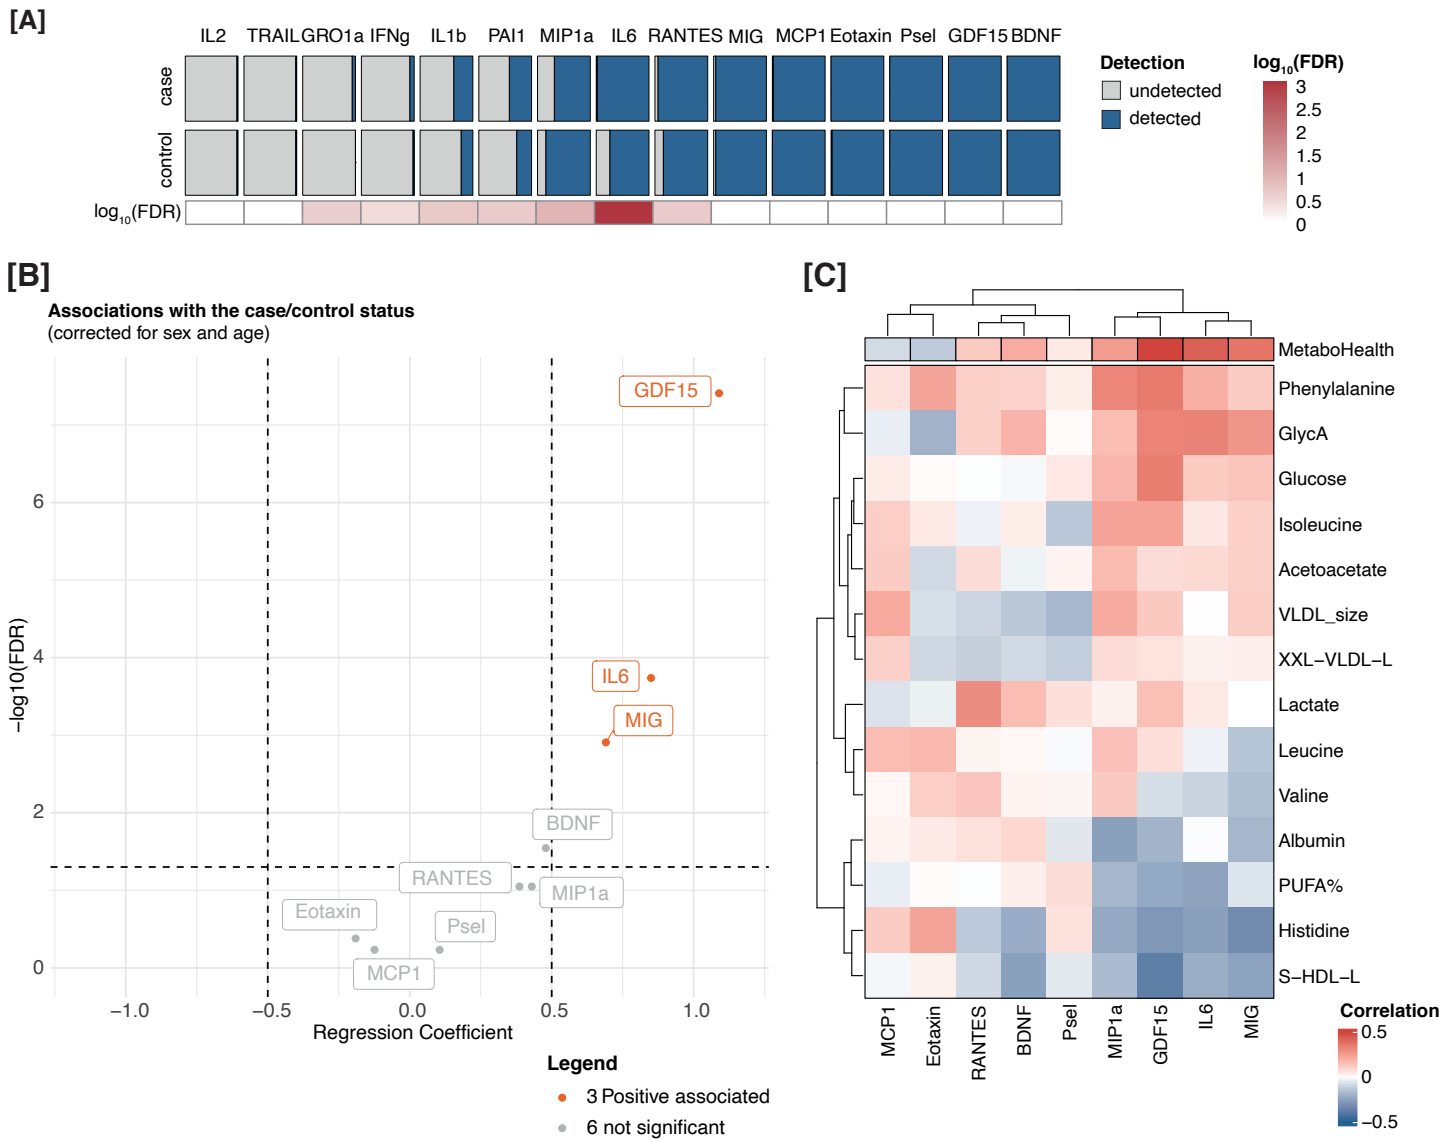 [A]
IL2 TRAIL GRO1a IFNg IL1b PAI1 MIP1a IL6 RANTES MIG MCP1 Eotaxin Psel GDF15 BDNF
case
control
log10(FDR)
Detection
undetected
detected
log10(FDR)
3
2.5
2
1.5
1
0.5
0
[B]
Associations with the case/control status
(corrected for sex and age)
−log10(FDR)
6
4
2
0
GDF15
IL6
MIG
BDNF
RANTES
MIP1a
Eotaxin
Psel
MCP1
−1.0 −0.5 0.0 0.5 1.0
Regression Coefficient
Legend
3 Positive associated
6 not significant
[C]
MetaboHealth
Phenylalanine
GlycA
Glucose
Isoleucine
Acetoacetate
VLDL_size
XXL−VLDL−L
Lactate
Leucine
Valine
Albumin
PUFA%
Histidine
S−HDL−L
MCP1
Eotaxin
RANTES
BDNF
Psel
MIP1a
GDF15
IL6
MIG
Correlation
0.5
0
−0.5